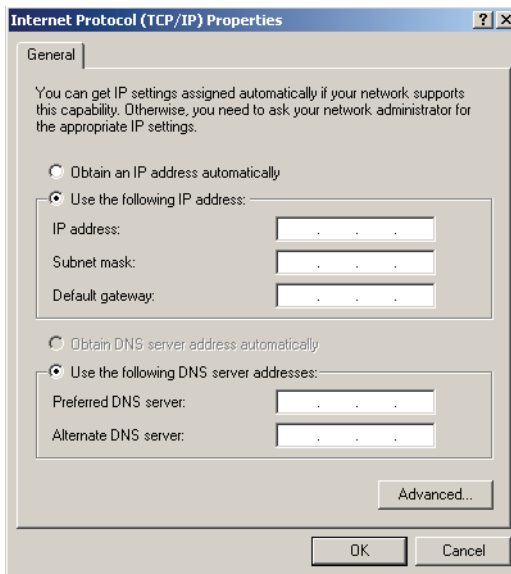 Internet Protocol (TCP/IP) Properties
General
You can get IP settings assigned automatically if your network supports
this capability. Otherwise, you need to ask your network administrator for
the appropriate IP settings.
Obtain an IP address automatically
Use the following IP address:
IP address:
Subnet mask:
Default gateway:
Obtain DNS server address automatically
Use the following DNS server addresses:
Preferred DNS server:
Alternate DNS server:
Advanced...
OK Cancel